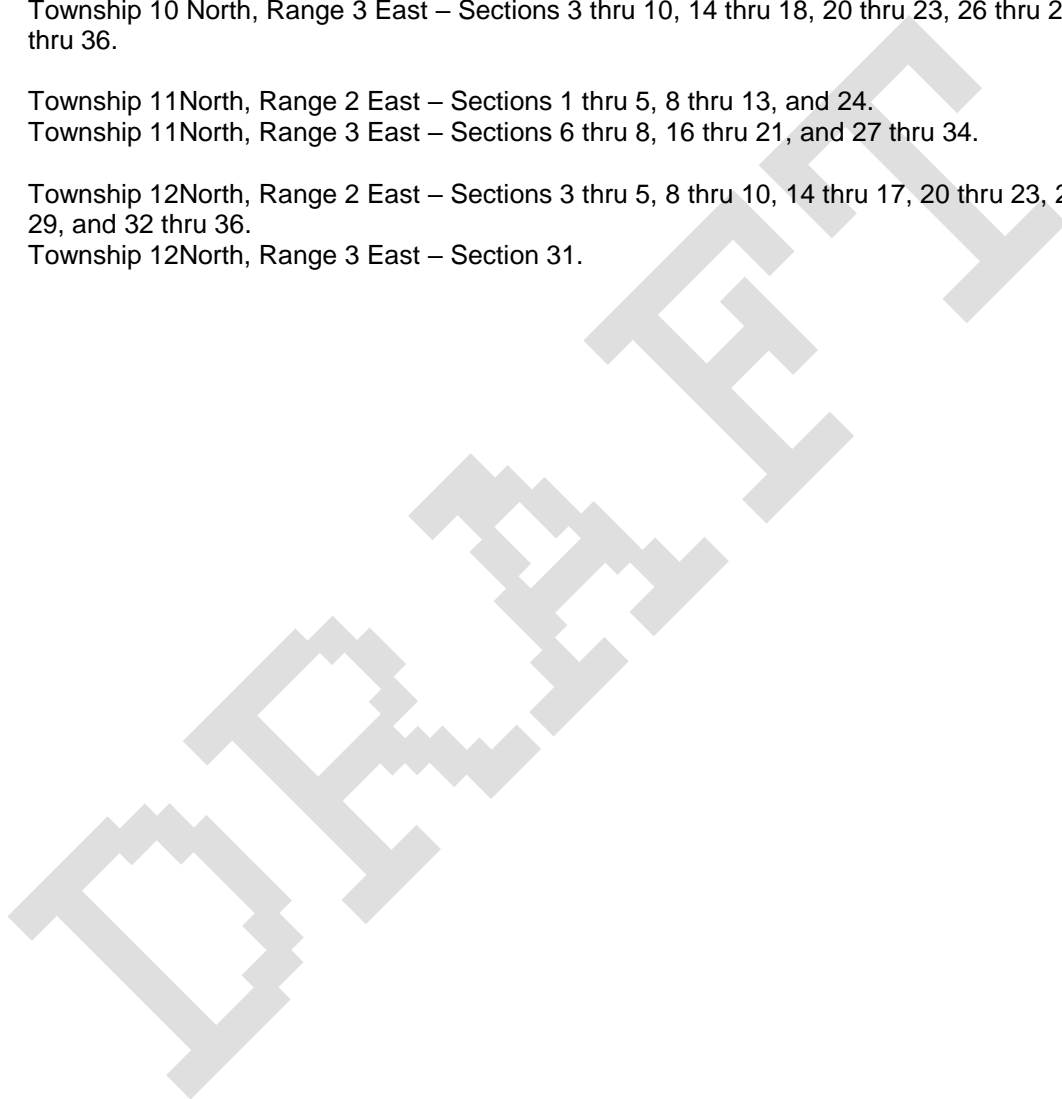 Township 10 North, Range 3 East – Sections 3 thru 10, 14 thru 18, 20 thru 23, 26 thru
thru 36.
Township 11North, Range 2 East – Sections 1 thru 5, 8 thru 13, and 24.
Township 11North, Range 3 East – Sections 6 thru 8, 16 thru 21, and 27 thru 34.
Township 12North, Range 2 East – Sections 3 thru 5, 8 thru 10, 14 thru 17, 20 thru 23,
29, and 32 thru 36.
Township 12North, Range 3 East – Section 31.
DRAFT